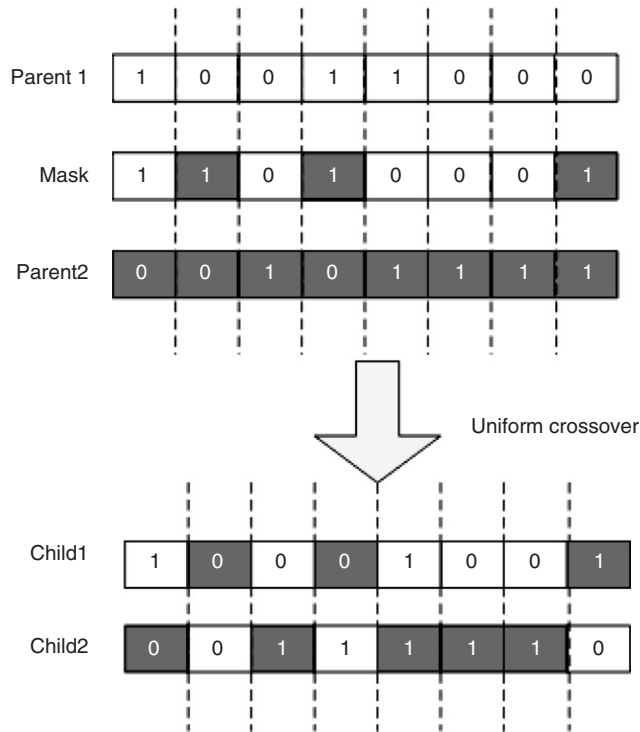 Parent 1 1 0 0 1 1 0 0 0
Mask 1 1 0 1 0 0 0 1
Parent2 0 0 1 0 1 1 1 1
Uniform crossover
Child1 1 0 0 0 1 0 0 1
Child2 0 0 1 1 1 1 1 0